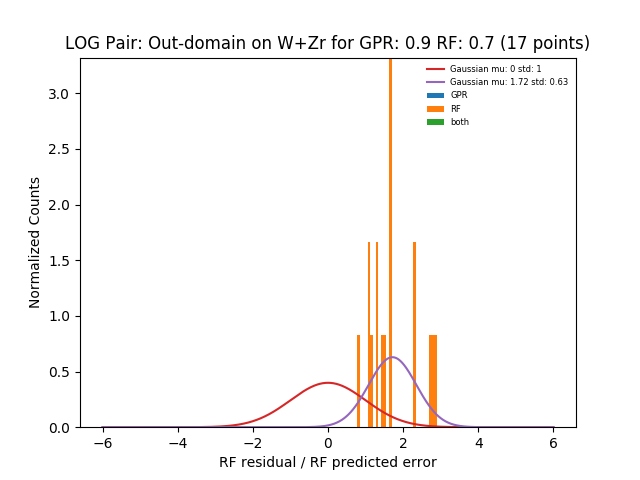 LOG Pair: Out-domain on W+Zr for GPR: 0.9 RF: 0.7 (17 points)
Gaussian mu: 0 std: 1
Gaussian mu: 1.72 std: 0.63
GPR
RF
both
Normalized Counts
3.0
2.5
2.0
1.5
1.0
0.5
0.0
−6 −4 −2 0 2 4 6
RF residual / RF predicted error